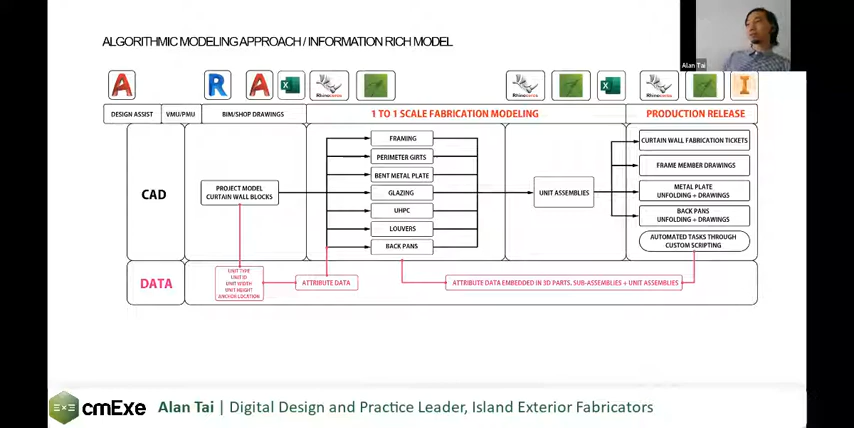 ALGORITHMIC MODELING APPROACH / INFORMATION RICH MODEL
Alan Tai
A
R
A
X
Rhinoceros
Rhinoceros
X
Rhinoceros
I
DESIGN ASSIST
VMU/PMU
BIM/SHOP DRAWINGS
1 TO 1 SCALE FABRICATION MODELING
PRODUCTION RELEASE
CAD
PROJECT MODEL
CURTAIN WALL BLOCKS
FRAMING
PERIMETER GIRTS
BENT METAL PLATE
GLAZING
UHPC
LOUVERS
BACK PANS
UNIT ASSEMBLIES
CURTAIN WALL FABRICATION TICKETS
FRAME MEMBER DRAWINGS
METAL PLATE
UNFOLDING + DRAWINGS
BACK PANS
UNFOLDING + DRAWINGS
AUTOMATED TASKS THROUGH
CUSTOM SCRIPTING
DATA
UNIT TYPE
UNIT ID
UNIT WIDTH
UNIT HEIGHT
ANCHOR LOCATION
ATTRIBUTE DATA
ATTRIBUTE DATA EMBEDDED IN 3D PARTS, SUB-ASSEMBLIES + UNIT ASSEMBLIES
cmExe
Alan Tai | Digital Design and Practice Leader, Island Exterior Fabricators